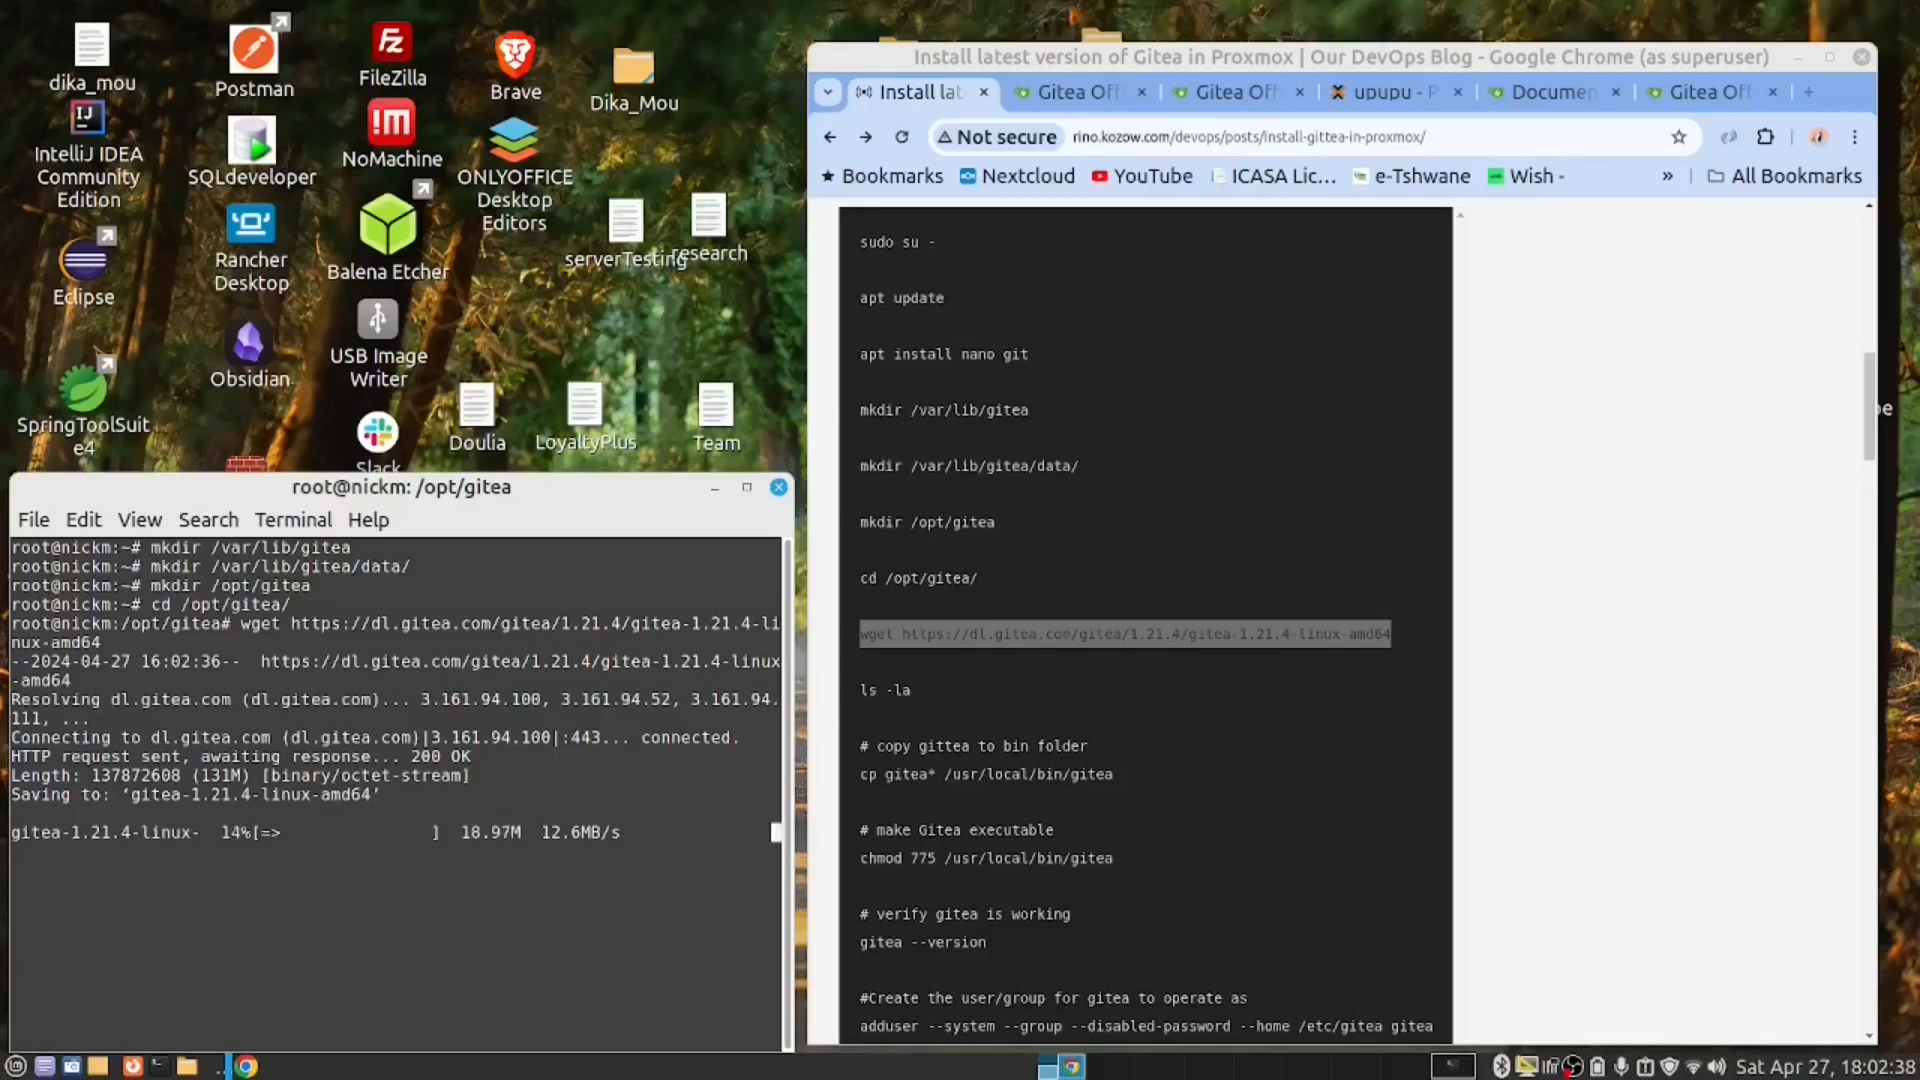 dika_mou
Postman
FileZilla
Brave
Dika_Mou
IntelliJ IDEA
Community
Edition
SQLdeveloper
NoMachine
ONLYOFFICE
Desktop
Editors
serverTesting
research
Eclipse
Rancher
Desktop
Balena Etcher
SpringToolSuit
e4
Obsidian
USB Image
Writer
Slack
Doulia
LoyaltyPlus
Team
root@nickm: /opt/gitea
File Edit View Search Terminal Help
root@nickm:~# mkdir /var/lib/gitea
root@nickm:~# mkdir /var/lib/gitea/data/
root@nickm:~# mkdir /opt/gitea
root@nickm:~# cd /opt/gitea/
root@nickm:/opt/gitea# wget https://dl.gitea.com/gitea/1.21.4/gitea-1.21.4-li
nux-amd64
--2024-04-27 16:02:36--  https://dl.gitea.com/gitea/1.21.4/gitea-1.21.4-linux
-amd64
Resolving dl.gitea.com (dl.gitea.com)... 3.161.94.100, 3.161.94.52, 3.161.94.
111, ...
Connecting to dl.gitea.com (dl.gitea.com)|3.161.94.100|:443... connected.
HTTP request sent, awaiting response... 200 OK
Length: 137872608 (131M) [binary/octet-stream]
Saving to: ‘gitea-1.21.4-linux-amd64’
gitea-1.21.4-linux-  14%[=>                  ]  18.97M  12.6MB/s
Install latest version of Gitea in Proxmox | Our DevOps Blog - Google Chrome (as superuser)
Install lat
Gitea Off
Gitea Off
upupu - P
Documen
Gitea Off
Not secure rino.kozow.com/devops/posts/install-gittea-in-proxmox/
Bookmarks Nextcloud YouTube ICASA Lic... e-Tshwane Wish - » All Bookmarks
sudo su -
apt update
apt install nano git
mkdir /var/lib/gitea
mkdir /var/lib/gitea/data/
mkdir /opt/gitea
cd /opt/gitea/
wget https://dl.gitea.com/gitea/1.21.4/gitea-1.21.4-linux-amd64
ls -la
# copy gittea to bin folder
cp gitea* /usr/local/bin/gitea
# make Gitea executable
chmod 775 /usr/local/bin/gitea
# verify gitea is working
gitea --version
#Create the user/group for gitea to operate as
adduser --system --group --disabled-password --home /etc/gitea gitea
Sat Apr 27, 18:02:38